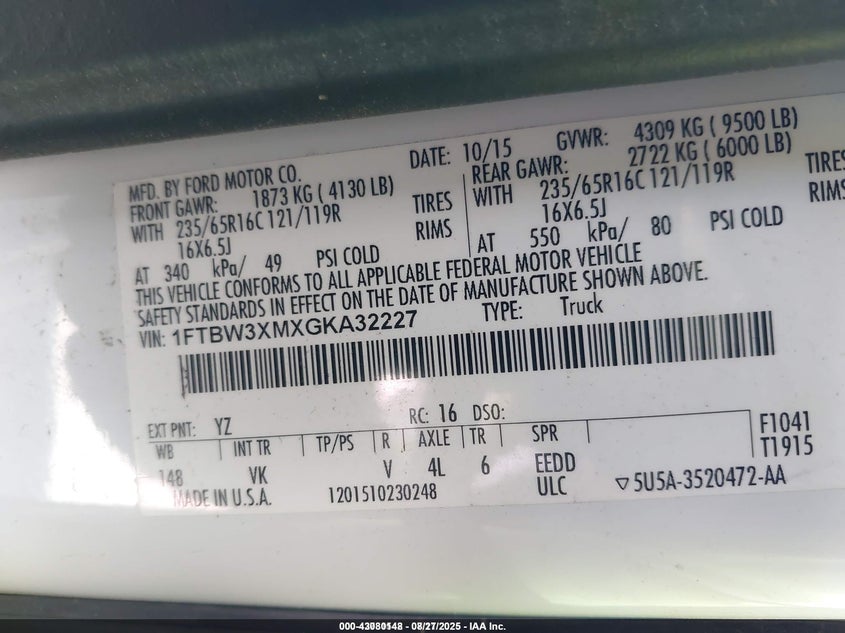 MFD. BY FORD MOTOR CO. DATE: 10/15 GVWR: 4309 KG ( 9500 LB)
FRONT GAWR: 1873 KG ( 4130 LB) REAR GAWR: 2722 KG ( 6000 LB)
WITH 235/65R16C 121/119R TIRES WITH 235/65R16C 121/119R TIRES
16X6.5J RIMS 16X6.5J RIMS
AT 340 kPa/ 49 PSI COLD AT 550 kPa/ 80 PSI COLD
THIS VEHICLE CONFORMS TO ALL APPLICABLE FEDERAL MOTOR VEHICLE
SAFETY STANDARDS IN EFFECT ON THE DATE OF MANUFACTURE SHOWN ABOVE.
VIN: 1FTBW3XMXGKA32227 TYPE: Truck
EXT PNT: YZ RC: 16 DSO:
WB INT TR TP/PS R AXLE TR SPR F1041
148 VK V 4L 6 EEDD T1915
MADE IN U.S.A. 1201510230248 ULC ▽5U5A-3520472-AA
000-43080148 - 08/27/2025 - IAA Inc.